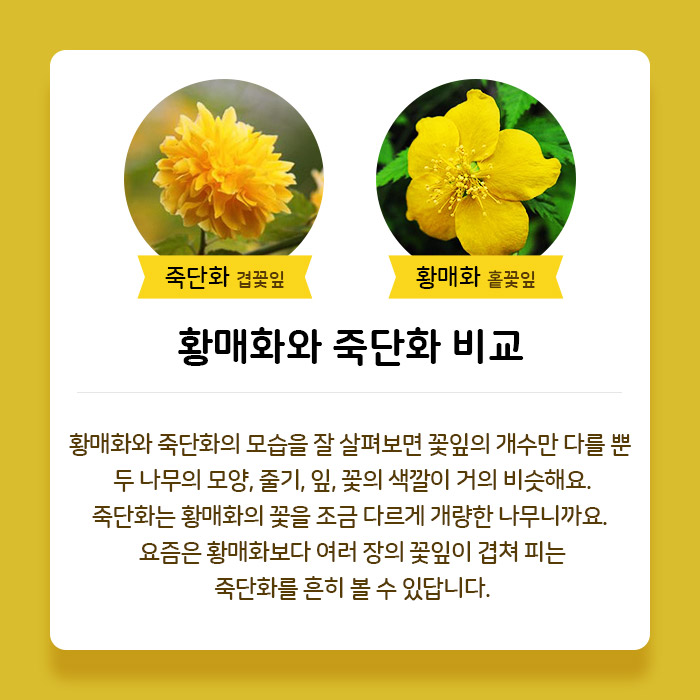 죽단화 겹꽃잎
황매화 홑꽃잎
황매화와 죽단화 비교
황매화와 죽단화의 모습을 잘 살펴보면 꽃잎의 개수만 다를 뿐
두 나무의 모양, 줄기, 잎, 꽃의 색깔이 거의 비슷해요.
죽단화는 황매화의 꽃을 조금 다르게 개량한 나무니까요.
요즘은 황매화보다 여러 장의 꽃잎이 겹쳐 피는
죽단화를 흔히 볼 수 있답니다.